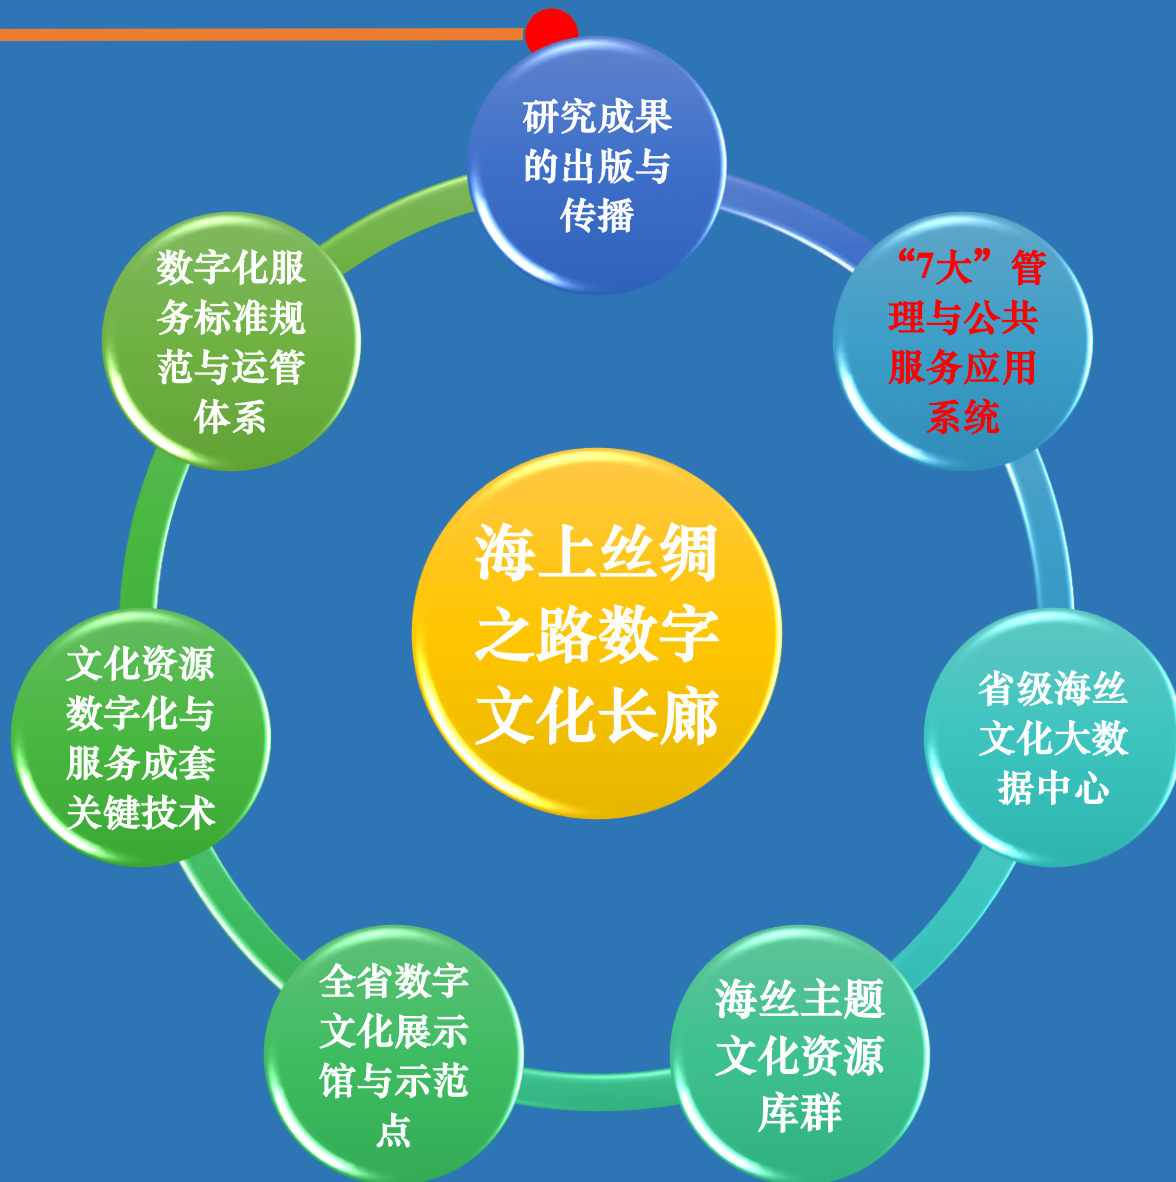 研究成果
的出版与
传播
“7大”管
理与公共
服务应用
系统
省级海丝
文化大数
据中心
海丝主题
文化资源
库群
全省数字
文化展示
馆与示范
点
文化资源
数字化与
服务成套
关键技术
数字化服
务标准规
范与运管
体系
海上丝绸
之路数字
文化长廊